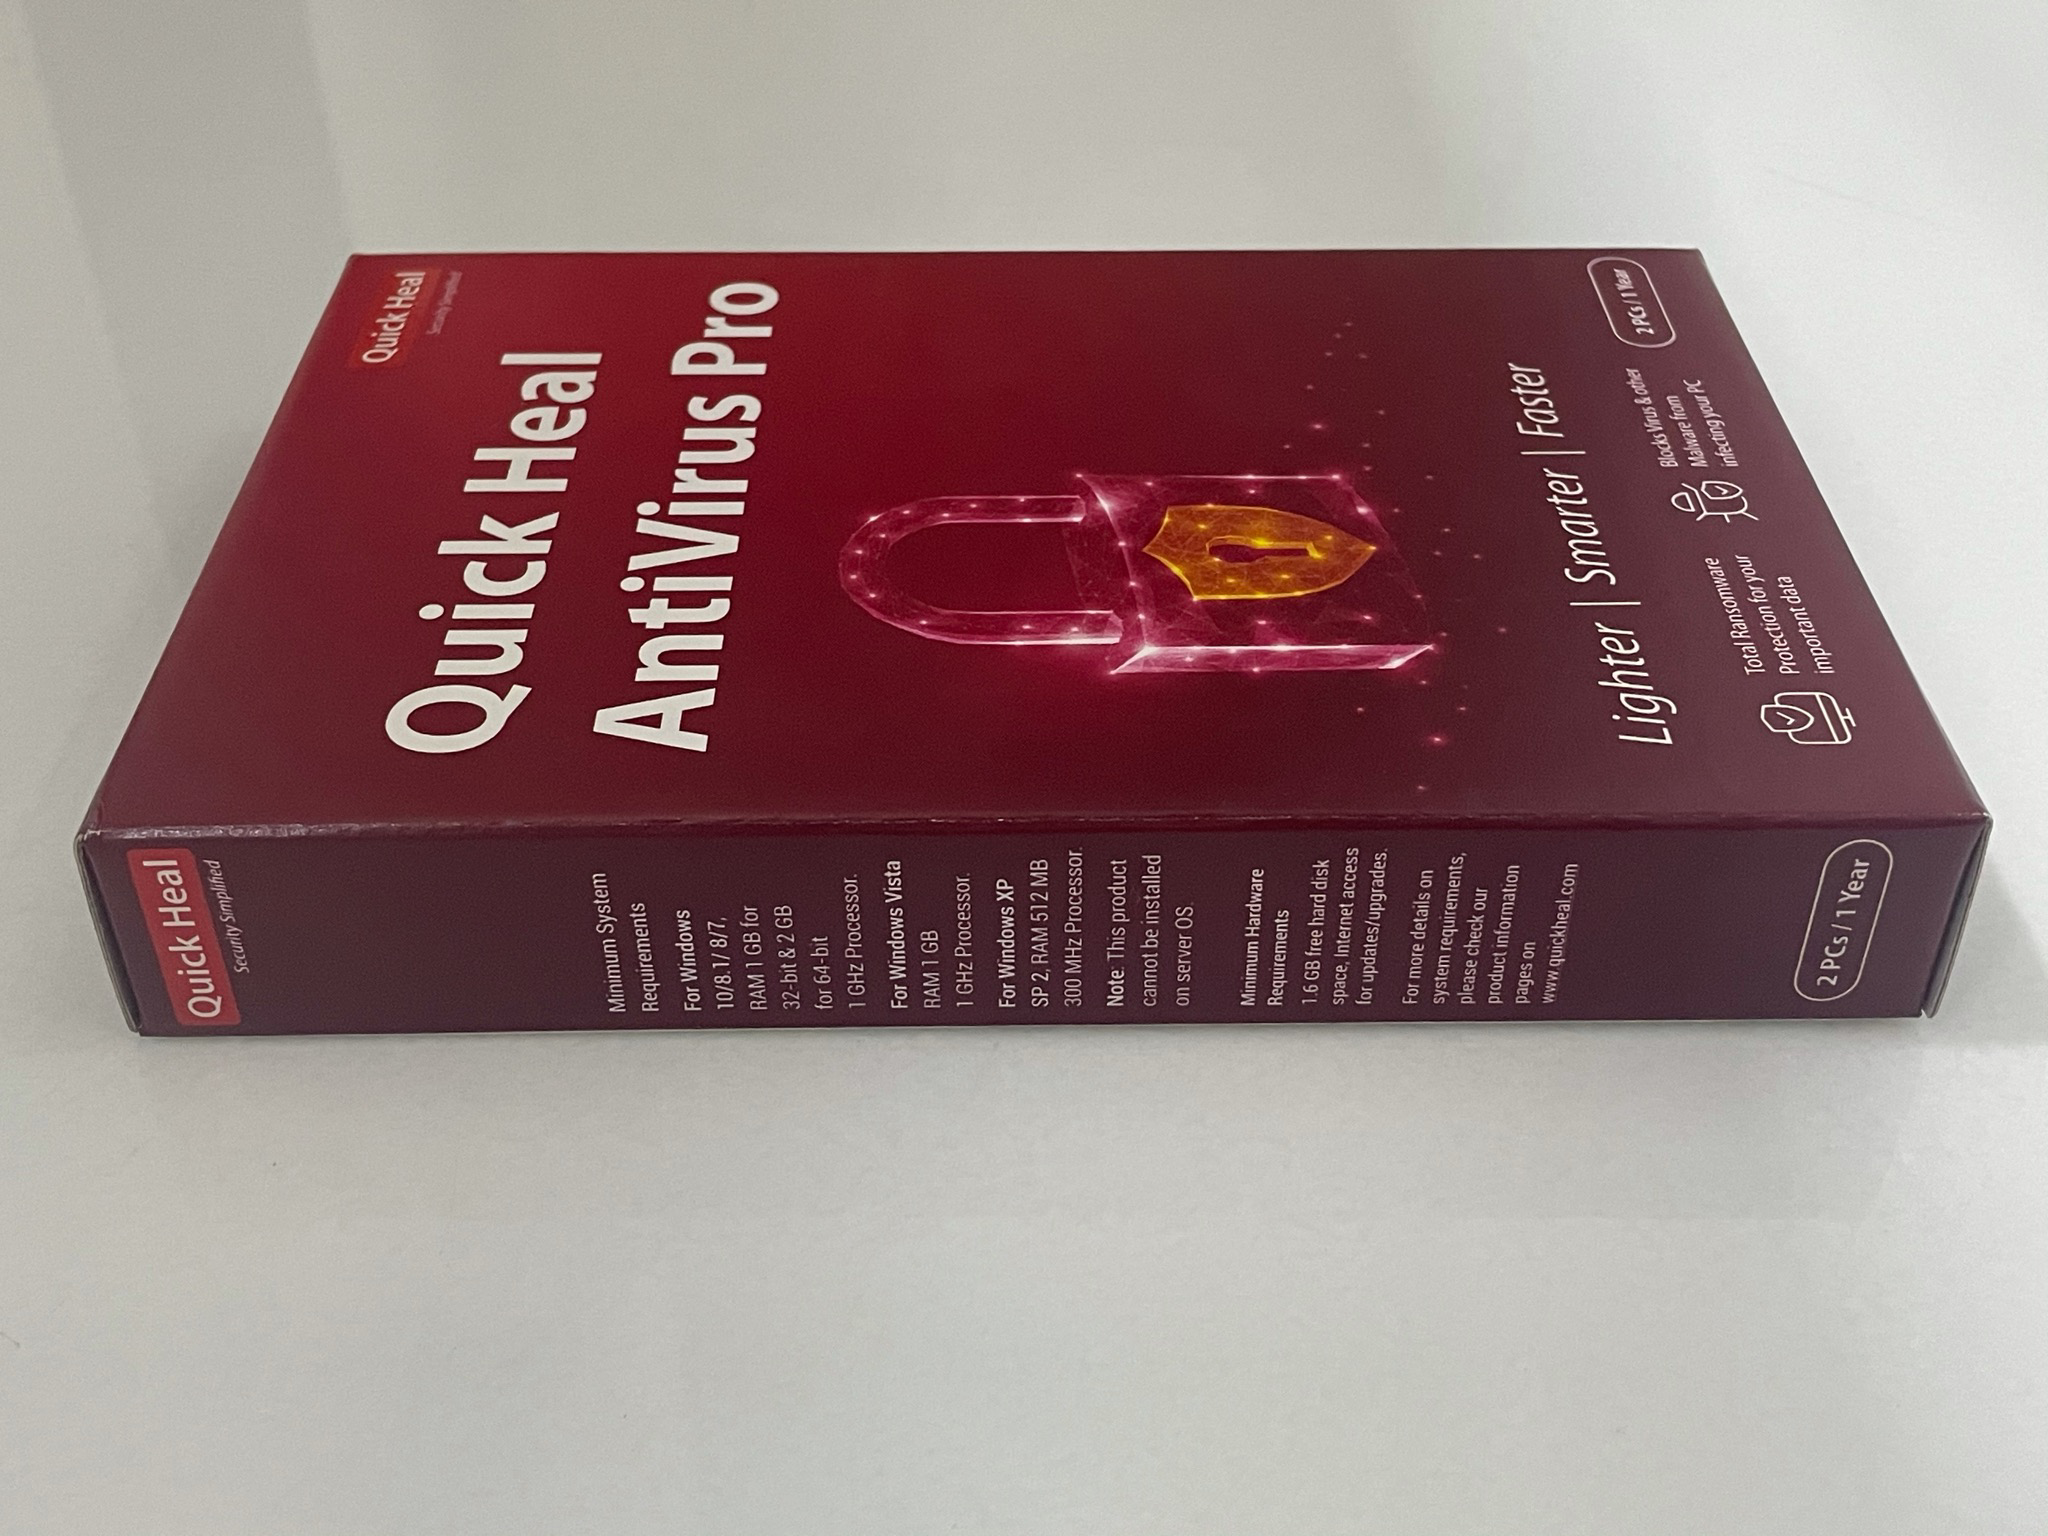 Quick Heal
Security Simplified
Quick Heal
AntiVirus Pro
Lighter | Smarter | Faster
Total Ransomware
Protection for your
important data
Blocks Virus & other
Malware from
infecting your PC
2 PCs / 1 Year
Quick Heal
Security Simplified
Minimum System
Requirements
For Windows
10/8.1/ 8/7,
RAM 1 GB for
32-bit & 2 GB
for 64-bit
1 GHz Processor.
For Windows Vista
RAM 1 GB
1 GHz Processor.
For Windows XP
SP 2, RAM 512 MB
300 MHz Processor.
Note: This product
cannot be installed
on server OS.
Minimum Hardware
Requirements
1.6 GB free hard disk
space, Internet access
for updates/upgrades.
For more details on
system requirements,
please check our
product information
pages on
www.quickheal.com
2 PCs / 1 Year